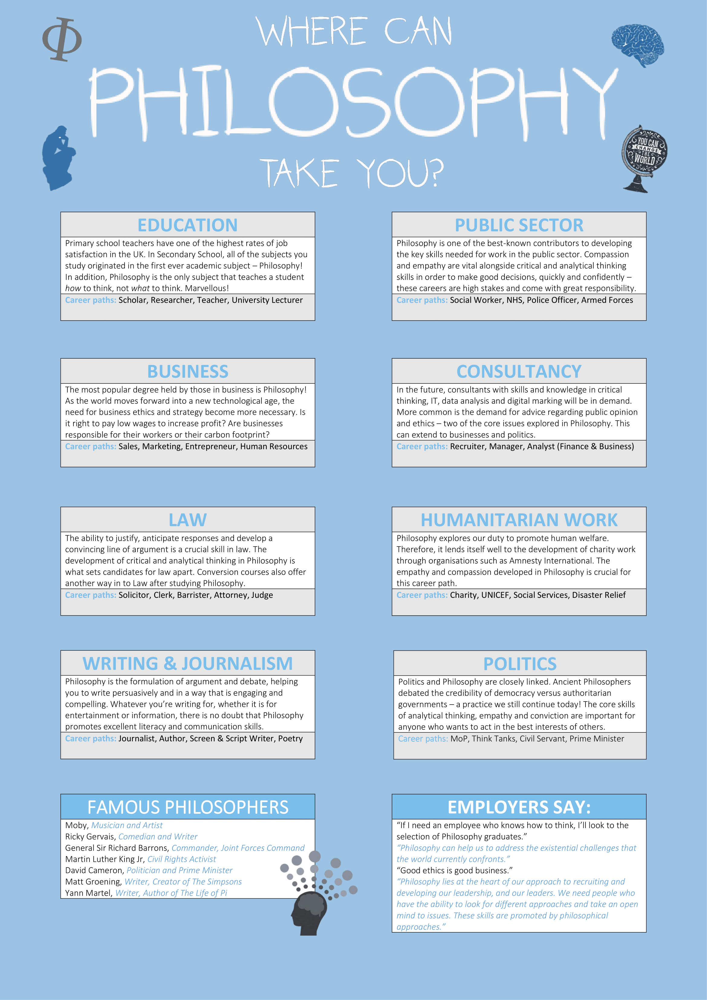 WHERE CAN
PHILOSOPHY
TAKE YOU?
Φ
YOU CAN
CHANGE
THE
WORLD
EDUCATION
Primary school teachers have one of the highest rates of job
satisfaction in the UK. In Secondary School, all of the subjects you
study originated in the first ever academic subject – Philosophy!
In addition, Philosophy is the only subject that teaches a student
how to think, not what to think. Marvellous!
Career paths: Scholar, Researcher, Teacher, University Lecturer
PUBLIC SECTOR
Philosophy is one of the best-known contributors to developing
the key skills needed for work in the public sector. Compassion
and empathy are vital alongside critical and analytical thinking
skills in order to make good decisions, quickly and confidently –
these careers are high stakes and come with great responsibility.
Career paths: Social Worker, NHS, Police Officer, Armed Forces
BUSINESS
The most popular degree held by those in business is Philosophy!
As the world moves forward into a new technological age, the
need for business ethics and strategy become more necessary. Is
it right to pay low wages to increase profit? Are businesses
responsible for their workers or their carbon footprint?
Career paths: Sales, Marketing, Entrepreneur, Human Resources
CONSULTANCY
In the future, consultants with skills and knowledge in critical
thinking, IT, data analysis and digital marking will be in demand.
More common is the demand for advice regarding public opinion
and ethics – two of the core issues explored in Philosophy. This
can extend to businesses and politics.
Career paths: Recruiter, Manager, Analyst (Finance & Business)
LAW
The ability to justify, anticipate responses and develop a
convincing line of argument is a crucial skill in law. The
development of critical and analytical thinking in Philosophy is
what sets candidates for law apart. Conversion courses also offer
another way in to Law after studying Philosophy.
Career paths: Solicitor, Clerk, Barrister, Attorney, Judge
HUMANITARIAN WORK
Philosophy explores our duty to promote human welfare.
Therefore, it lends itself well to the development of charity work
through organisations such as Amnesty International. The
empathy and compassion developed in Philosophy is crucial for
this career path.
Career paths: Charity, UNICEF, Social Services, Disaster Relief
WRITING & JOURNALISM
Philosophy is the formulation of argument and debate, helping
you to write persuasively and in a way that is engaging and
compelling. Whatever you’re writing for, whether it is for
entertainment or information, there is no doubt that Philosophy
promotes excellent literacy and communication skills.
Career paths: Journalist, Author, Screen & Script Writer, Poetry
POLITICS
Politics and Philosophy are closely linked. Ancient Philosophers
debated the credibility of democracy versus authoritarian
governments – a practice we still continue today! The core skills
of analytical thinking, empathy and conviction are important for
anyone who wants to act in the best interests of others.
Career paths: MoP, Think Tanks, Civil Servant, Prime Minister
FAMOUS PHILOSOPHERS
Moby, Musician and Artist
Ricky Gervais, Comedian and Writer
General Sir Richard Barrons, Commander, Joint Forces Command
Martin Luther King Jr, Civil Rights Activist
David Cameron, Politician and Prime Minister
Matt Groening, Writer, Creator of The Simpsons
Yann Martel, Writer, Author of The Life of Pi
EMPLOYERS SAY:
“If I need an employee who knows how to think, I’ll look to the
selection of Philosophy graduates.”
“Philosophy can help us to address the existential challenges that
the world currently confronts.”
“Good ethics is good business.”
“Philosophy lies at the heart of our approach to recruiting and
developing our leadership, and our leaders. We need people who
have the ability to look for different approaches and take an open
mind to issues. These skills are promoted by philosophical
approaches.”